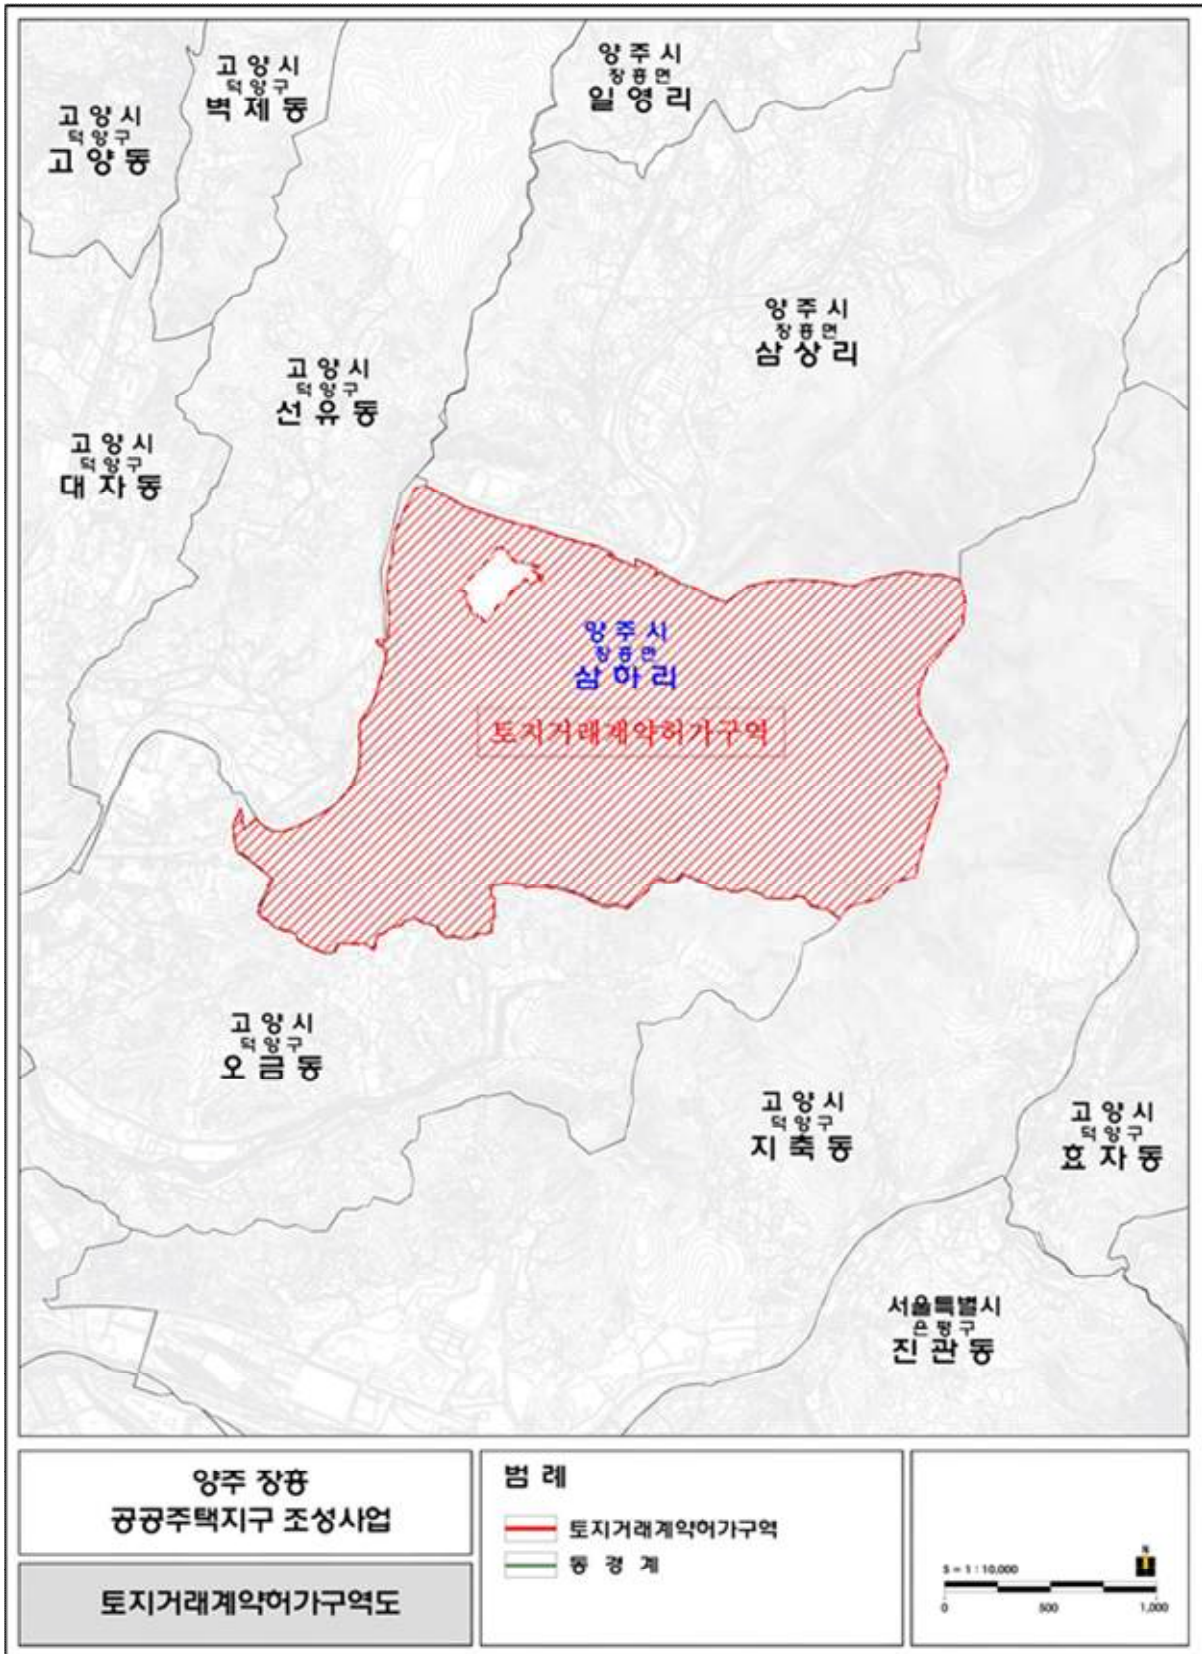 고양시
덕양구
벽제동
양주시
장흥면
일영리
고양시
덕양구
고양동
양주시
장흥면
삼상리
고양시
덕양구
선유동
고양시
덕양구
대자동
양주시
장흥면
삼하리
토지거래계약허가구역
고양시
덕양구
오금동
고양시
덕양구
지축동
고양시
덕양구
효자동
서울특별시
은평구
진관동
양주 장흥
공공주택지구 조성사업
토지거래계약허가구역도
범 례
토지거래계약허가구역
동 경 계
N
S = 1 : 10,000
0 500 1,000